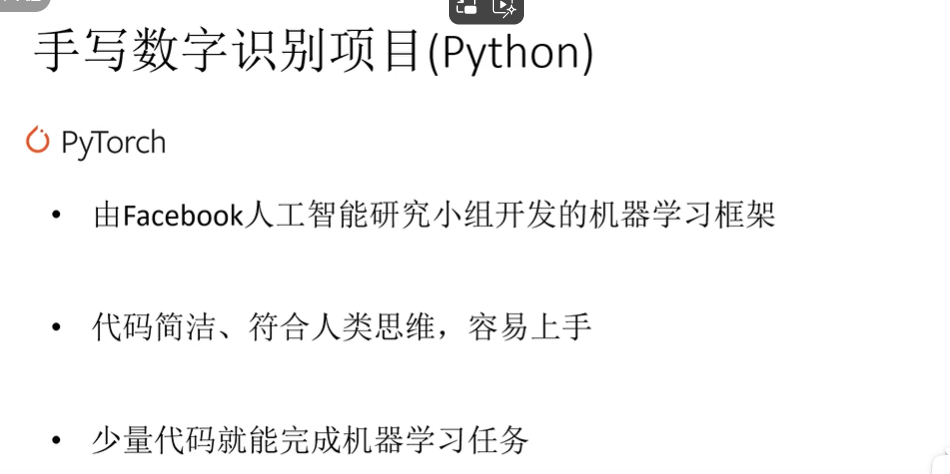 手写数字识别项目(Python)
PyTorch
• 由Facebook人工智能研究小组开发的机器学习框架
• 代码简洁、符合人类思维，容易上手
• 少量代码就能完成机器学习任务